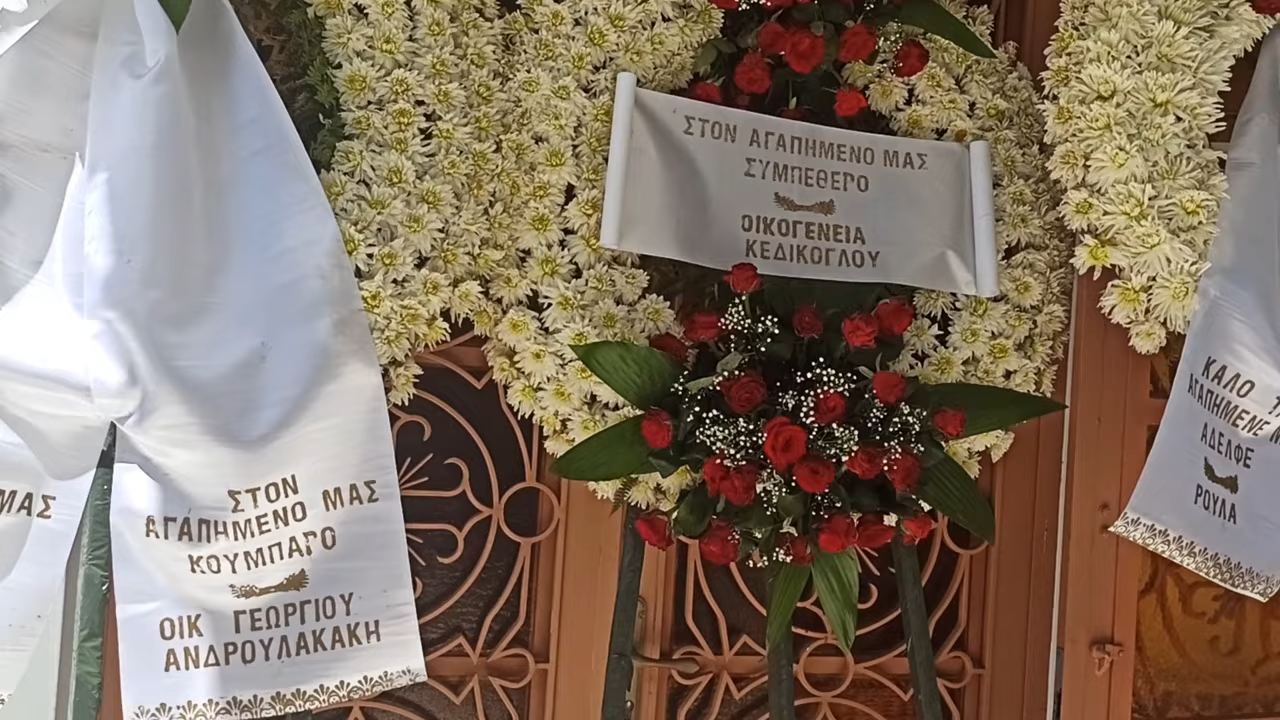 ΜΑΣ
ΣΤΟΝ
ΑΓΑΠΗΜΕΝΟ ΜΑΣ
ΚΟΥΜΠΑΡΟ
ΟΙΚ ΓΕΩΡΓΙΟΥ
ΑΝΔΡΟΥΛΑΚΑΚΗ
ΣΤΟΝ ΑΓΑΠΗΜΕΝΟ ΜΑΣ
ΣΥΜΠΕΘΕΡΟ
ΟΙΚΟΓΕΝΕΙΑ
ΚΕΔΙΚΟΓΛΟΥ
ΚΑΛΟ
ΑΓΑΠΗΜΕΝΕ
ΑΔΕΛΦΕ
ΡΟΥΛΑ